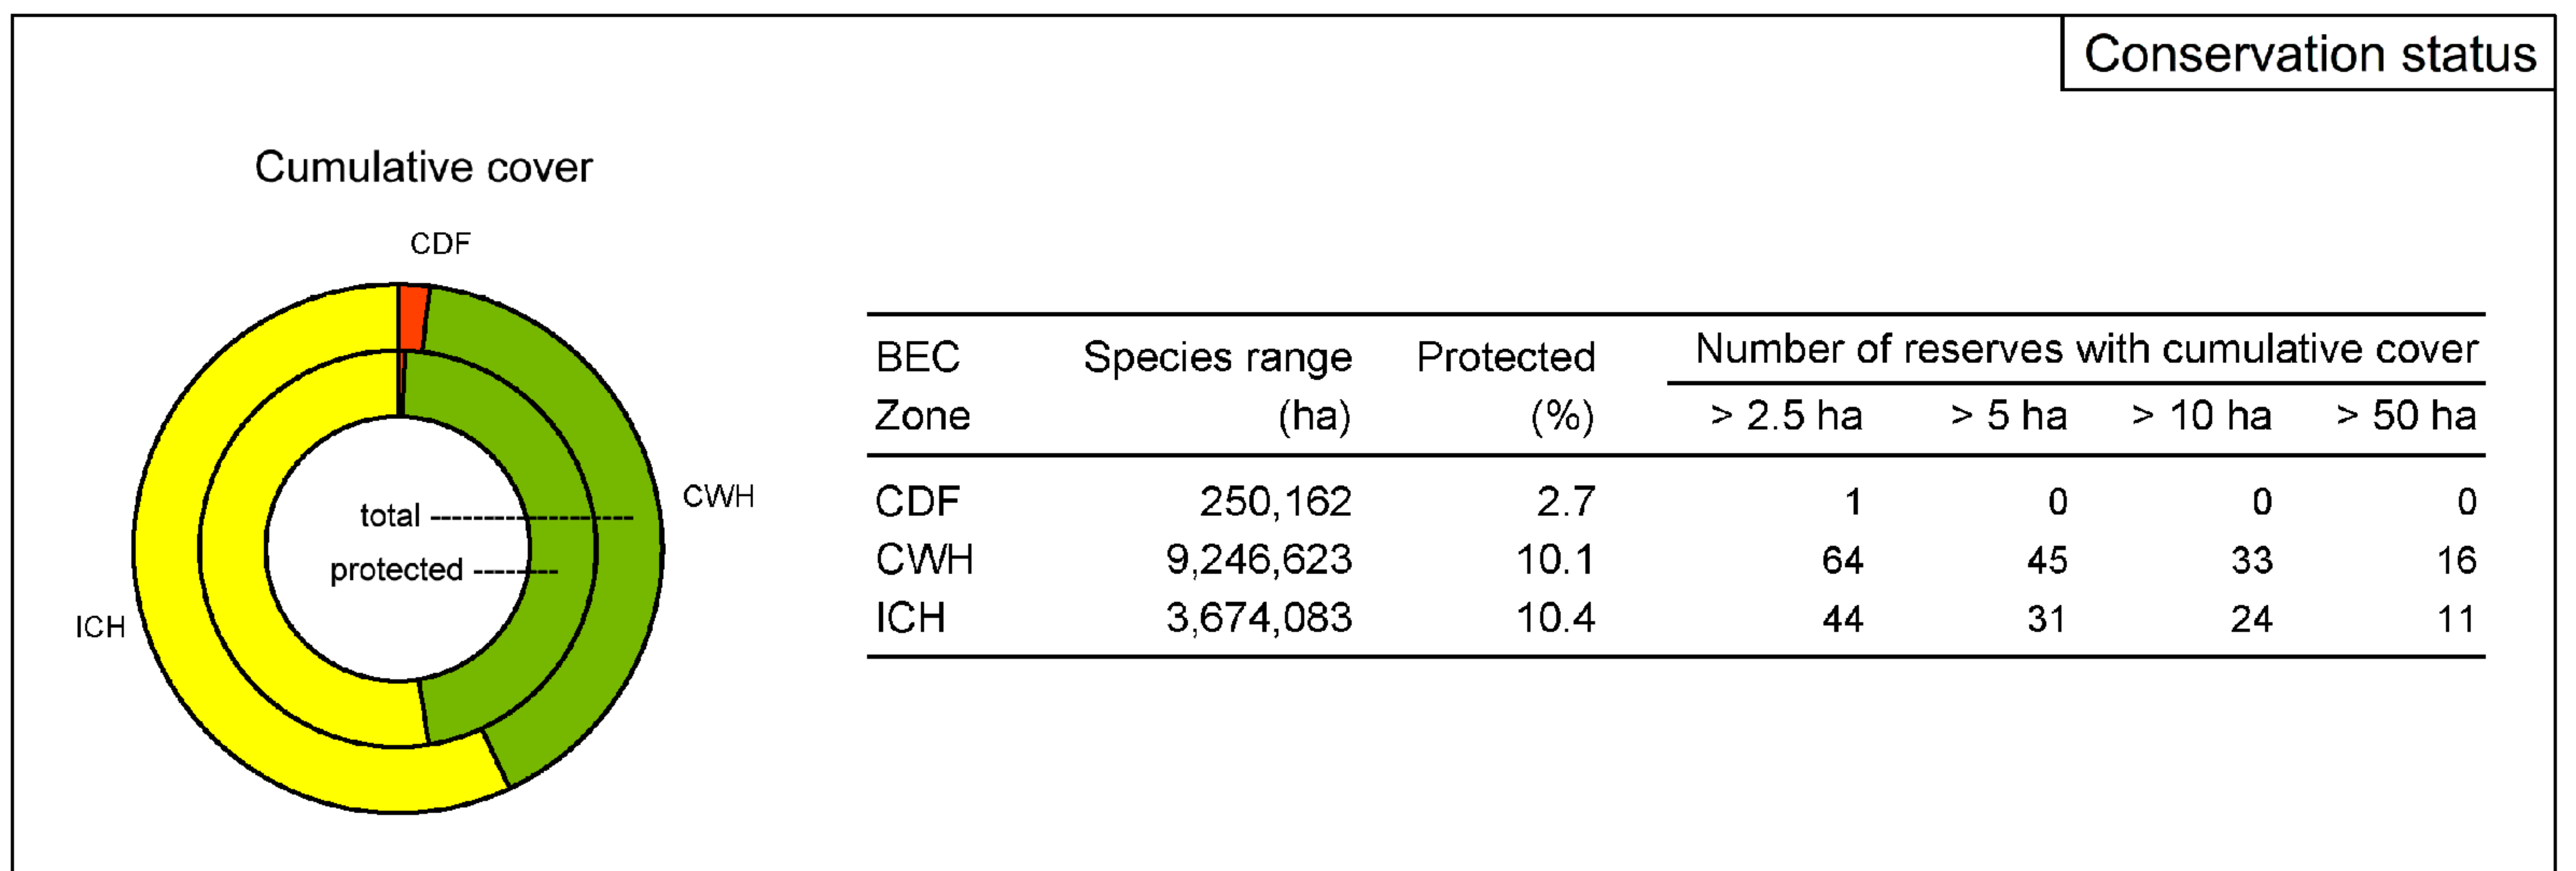 Conservation status
Cumulative cover
CDF
CWH
ICH
total
protected
BEC Species range Protected Number of reserves with cumulative cover
Zone (ha) (%) > 2.5 ha > 5 ha > 10 ha > 50 ha
CDF 250,162 2.7 1 0 0 0
CWH 9,246,623 10.1 64 45 33 16
ICH 3,674,083 10.4 44 31 24 11